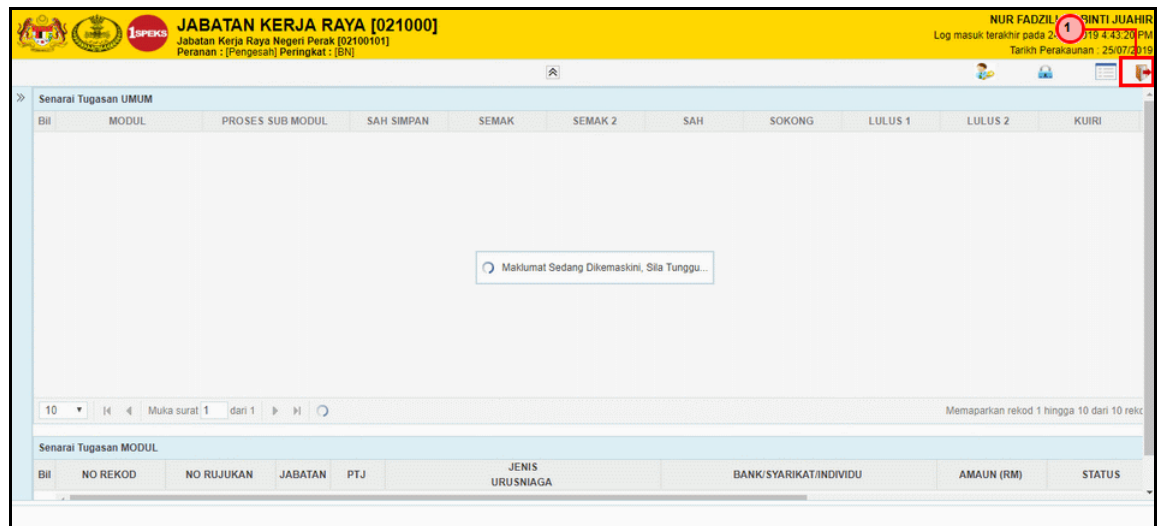 1SPEKS
JABATAN KERJA RAYA [021000]
Jabatan Kerja Raya Negeri Perak [02100101]
Peranan : [Pengesah] Peringkat : [BN]
NUR BINTI JUAHIR
1
Log masuk terakhir pada 4:43:20 PM
Tarikh Perakaunan : 25/07/2019
Senarai Tugasan UMUM
Bil MODUL PROSES SUB MODUL SAH SIMPAN SEMAK SEMAK 2 SAH SOKONG LULUS 1 LULUS 2 KUIRI
Maklumat Sedang Dikemaskini, Sila Tunggu...
10 Muka surat 1 dari 1 Memaparkan rekod 1 hingga 10 dari 10
Senarai Tugasan MODUL
Bil NO REKOD NO RUJUKAN JABATAN PTJ JENIS URUSNIAGA BANK/SYARIKAT/INDIVIDU AMAUN (RM) STATUS